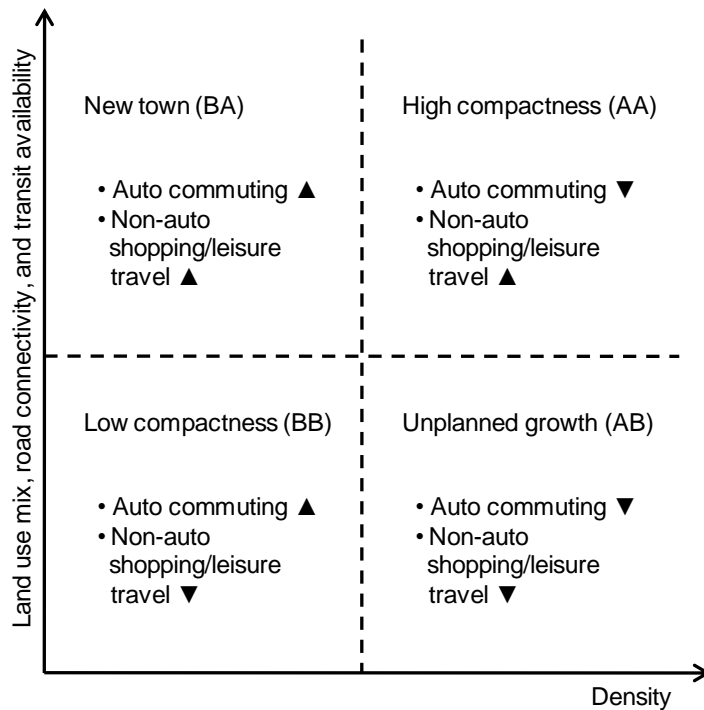 Land use mix, road connectivity, and transit availability
New town (BA)
• Auto commuting ▲
• Non-auto
shopping/leisure
travel ▲
High compactness (AA)
• Auto commuting ▼
• Non-auto
shopping/leisure
travel ▲
Low compactness (BB)
• Auto commuting ▲
• Non-auto
shopping/leisure
travel ▼
Unplanned growth (AB)
• Auto commuting ▼
• Non-auto
shopping/leisure
travel ▼
Density